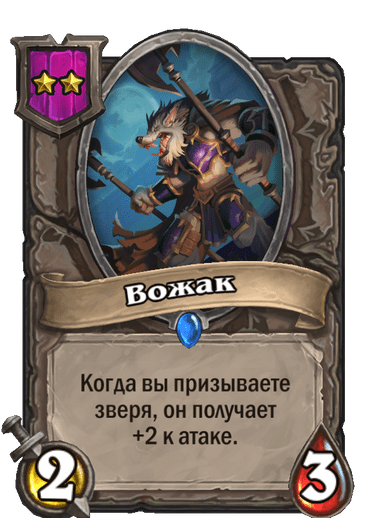 Вожак
Когда вы призываете
зверя, он получает
+2 к атаке.
2
3